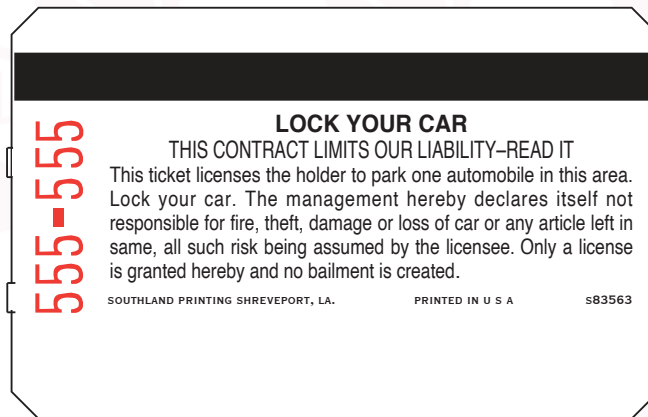 555-555
LOCK YOUR CAR
THIS CONTRACT LIMITS OUR LIABILITY–READ IT
This ticket licenses the holder to park one automobile in this area.
Lock your car. The management hereby declares itself not
responsible for fire, theft, damage or loss of car or any article left in
same, all such risk being assumed by the licensee. Only a license
is granted hereby and no bailment is created.
SOUTHLAND PRINTING SHREVEPORT, LA. PRINTED IN U S A S83563